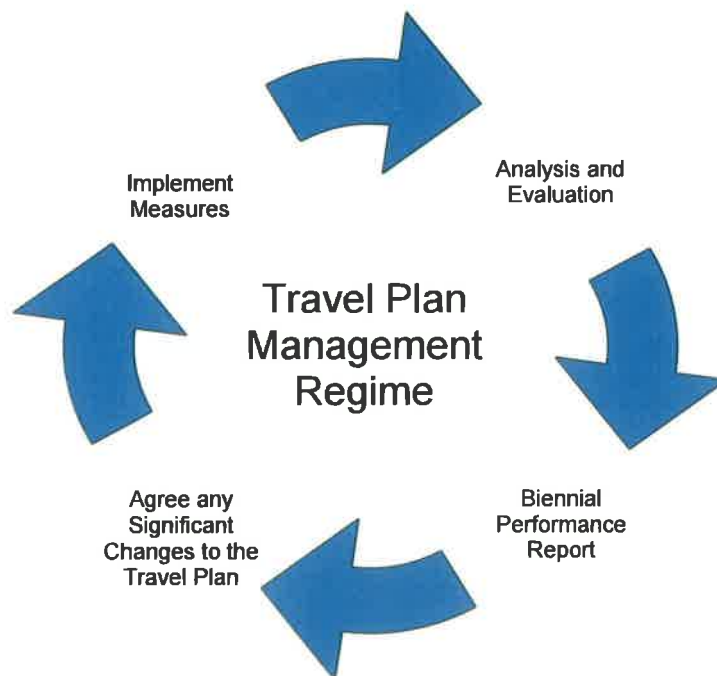 Implement
Measures
Analysis and
Evaluation
Travel Plan
Management
Regime
Agree any
Significant
Changes to the
Travel Plan
Biennial
Performance
Report